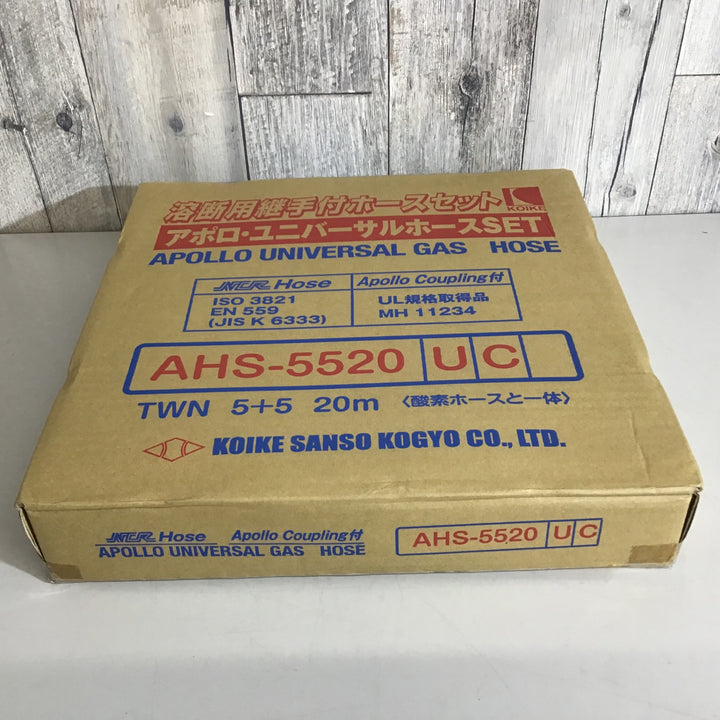 溶断用継手付ホースセット
KOIKE
アポロ・ユニバーサルホースSET
APOLLO UNIVERSAL GAS HOSE
NCR Hose Apollo Coupling付
ISO 3821 UL規格取得品
EN 559 MH 11234
(JIS K 6333)
AHS-5520 U C
TWN 5+5 20m 〈酸素ホースと一体〉
KOIKE SANSO KOGYO CO., LTD.
NCR Hose Apollo Coupling付
APOLLO UNIVERSAL GAS HOSE
AHS-5520 U C